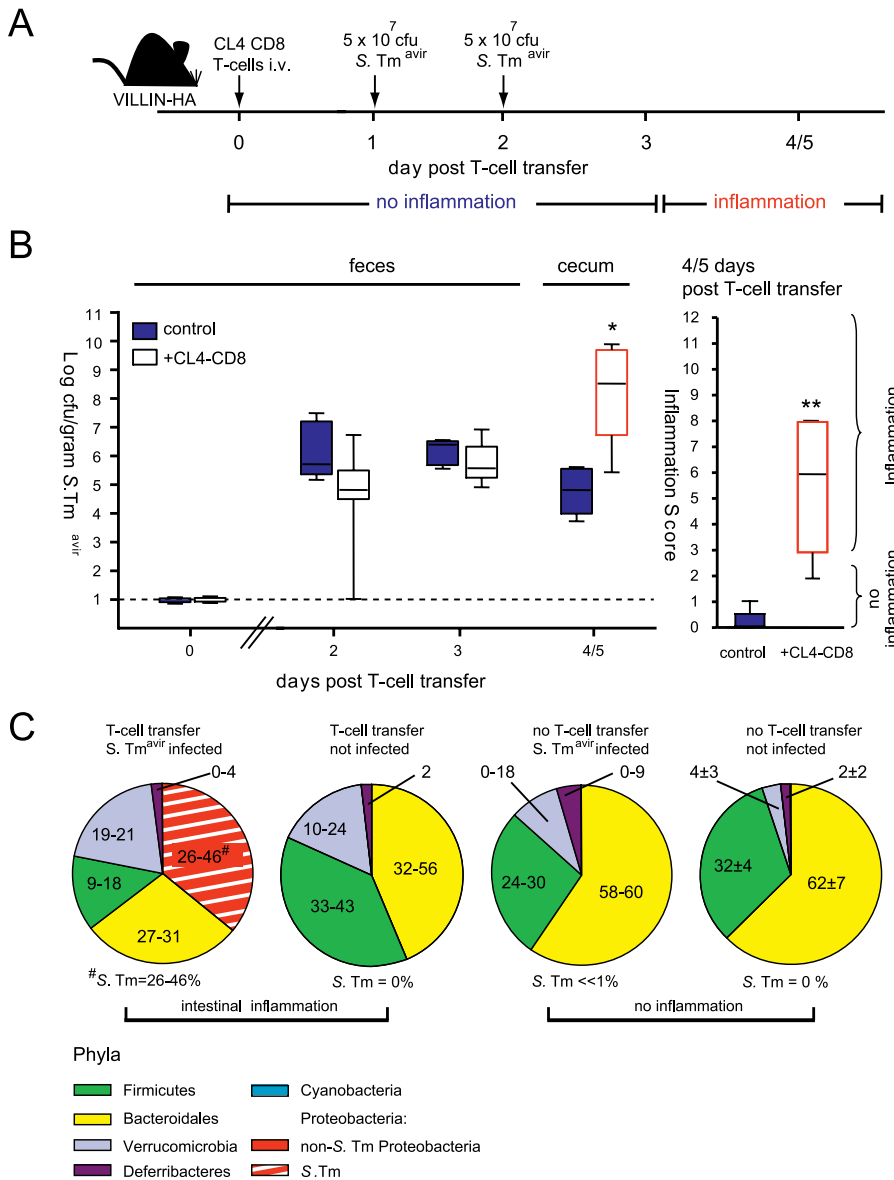 A
CL4 CD8
T-cells i.v.
5 x 10^7
cfu
S. Tm^avir
5 x 10^7
cfu
S. Tm^avir
VILLIN-HA
0
1
2
3
4/5
day post T-cell transfer
no inflammation
inflammation
B
feces
cecum
4/5 days
post T-cell transfer
control
+CL4-CD8
Log cfu/gram S.Tm avir
11
10
9
8
7
6
5
4
3
2
1
*
0
2
3
4/5
days post T-cell transfer
Inflammation Score
12
11
10
9
8
7
6
5
4
3
2
1
0
**
Inflammation
no
inflammation
control
+CL4-CD8
C
T-cell transfer
S. Tm^avir infected
0-4
19-21
26-46#
9-18
27-31
#S. Tm=26-46%
T-cell transfer
not infected
2
10-24
32-56
33-43
S. Tm = 0%
no T-cell transfer
S. Tm^avir infected
0-18
0-9
24-30
58-60
S. Tm <<1%
no T-cell transfer
not infected
4±3
2±2
32±4
62±7
S. Tm = 0 %
intestinal inflammation
no inflammation
Phyla
Firmicutes
Cyanobacteria
Bacteroidales
Proteobacteria:
Verrucomicrobia
non-S. Tm Proteobacteria
Deferribacteres
S.Tm